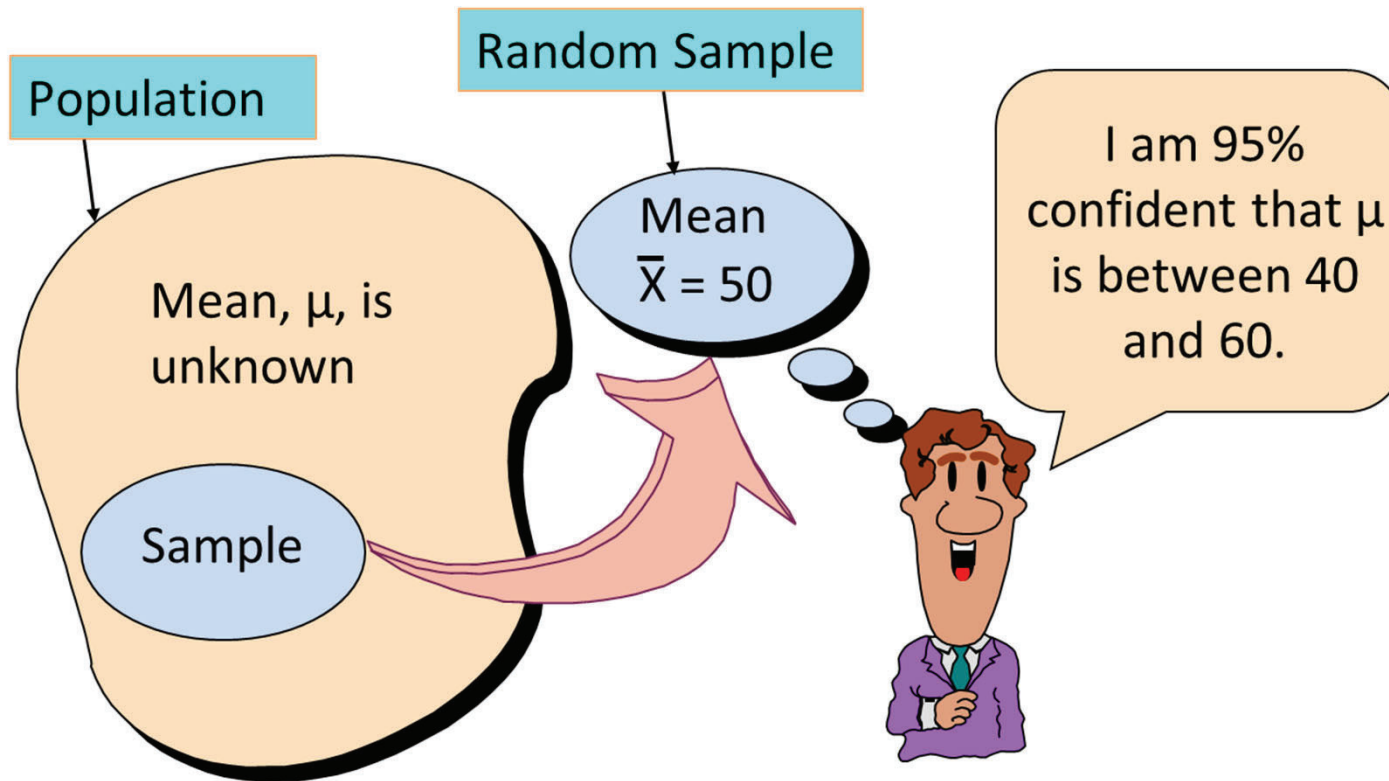 Population
Random Sample
Mean, μ, is
unknown
Sample
Mean
X̅ = 50
I am 95%
confident that μ
is between 40
and 60.